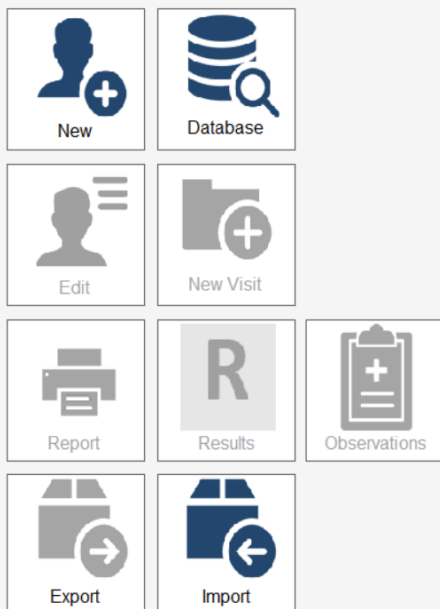 New
Database
Edit
New Visit
R
Report
Results
Observations
Export
Import